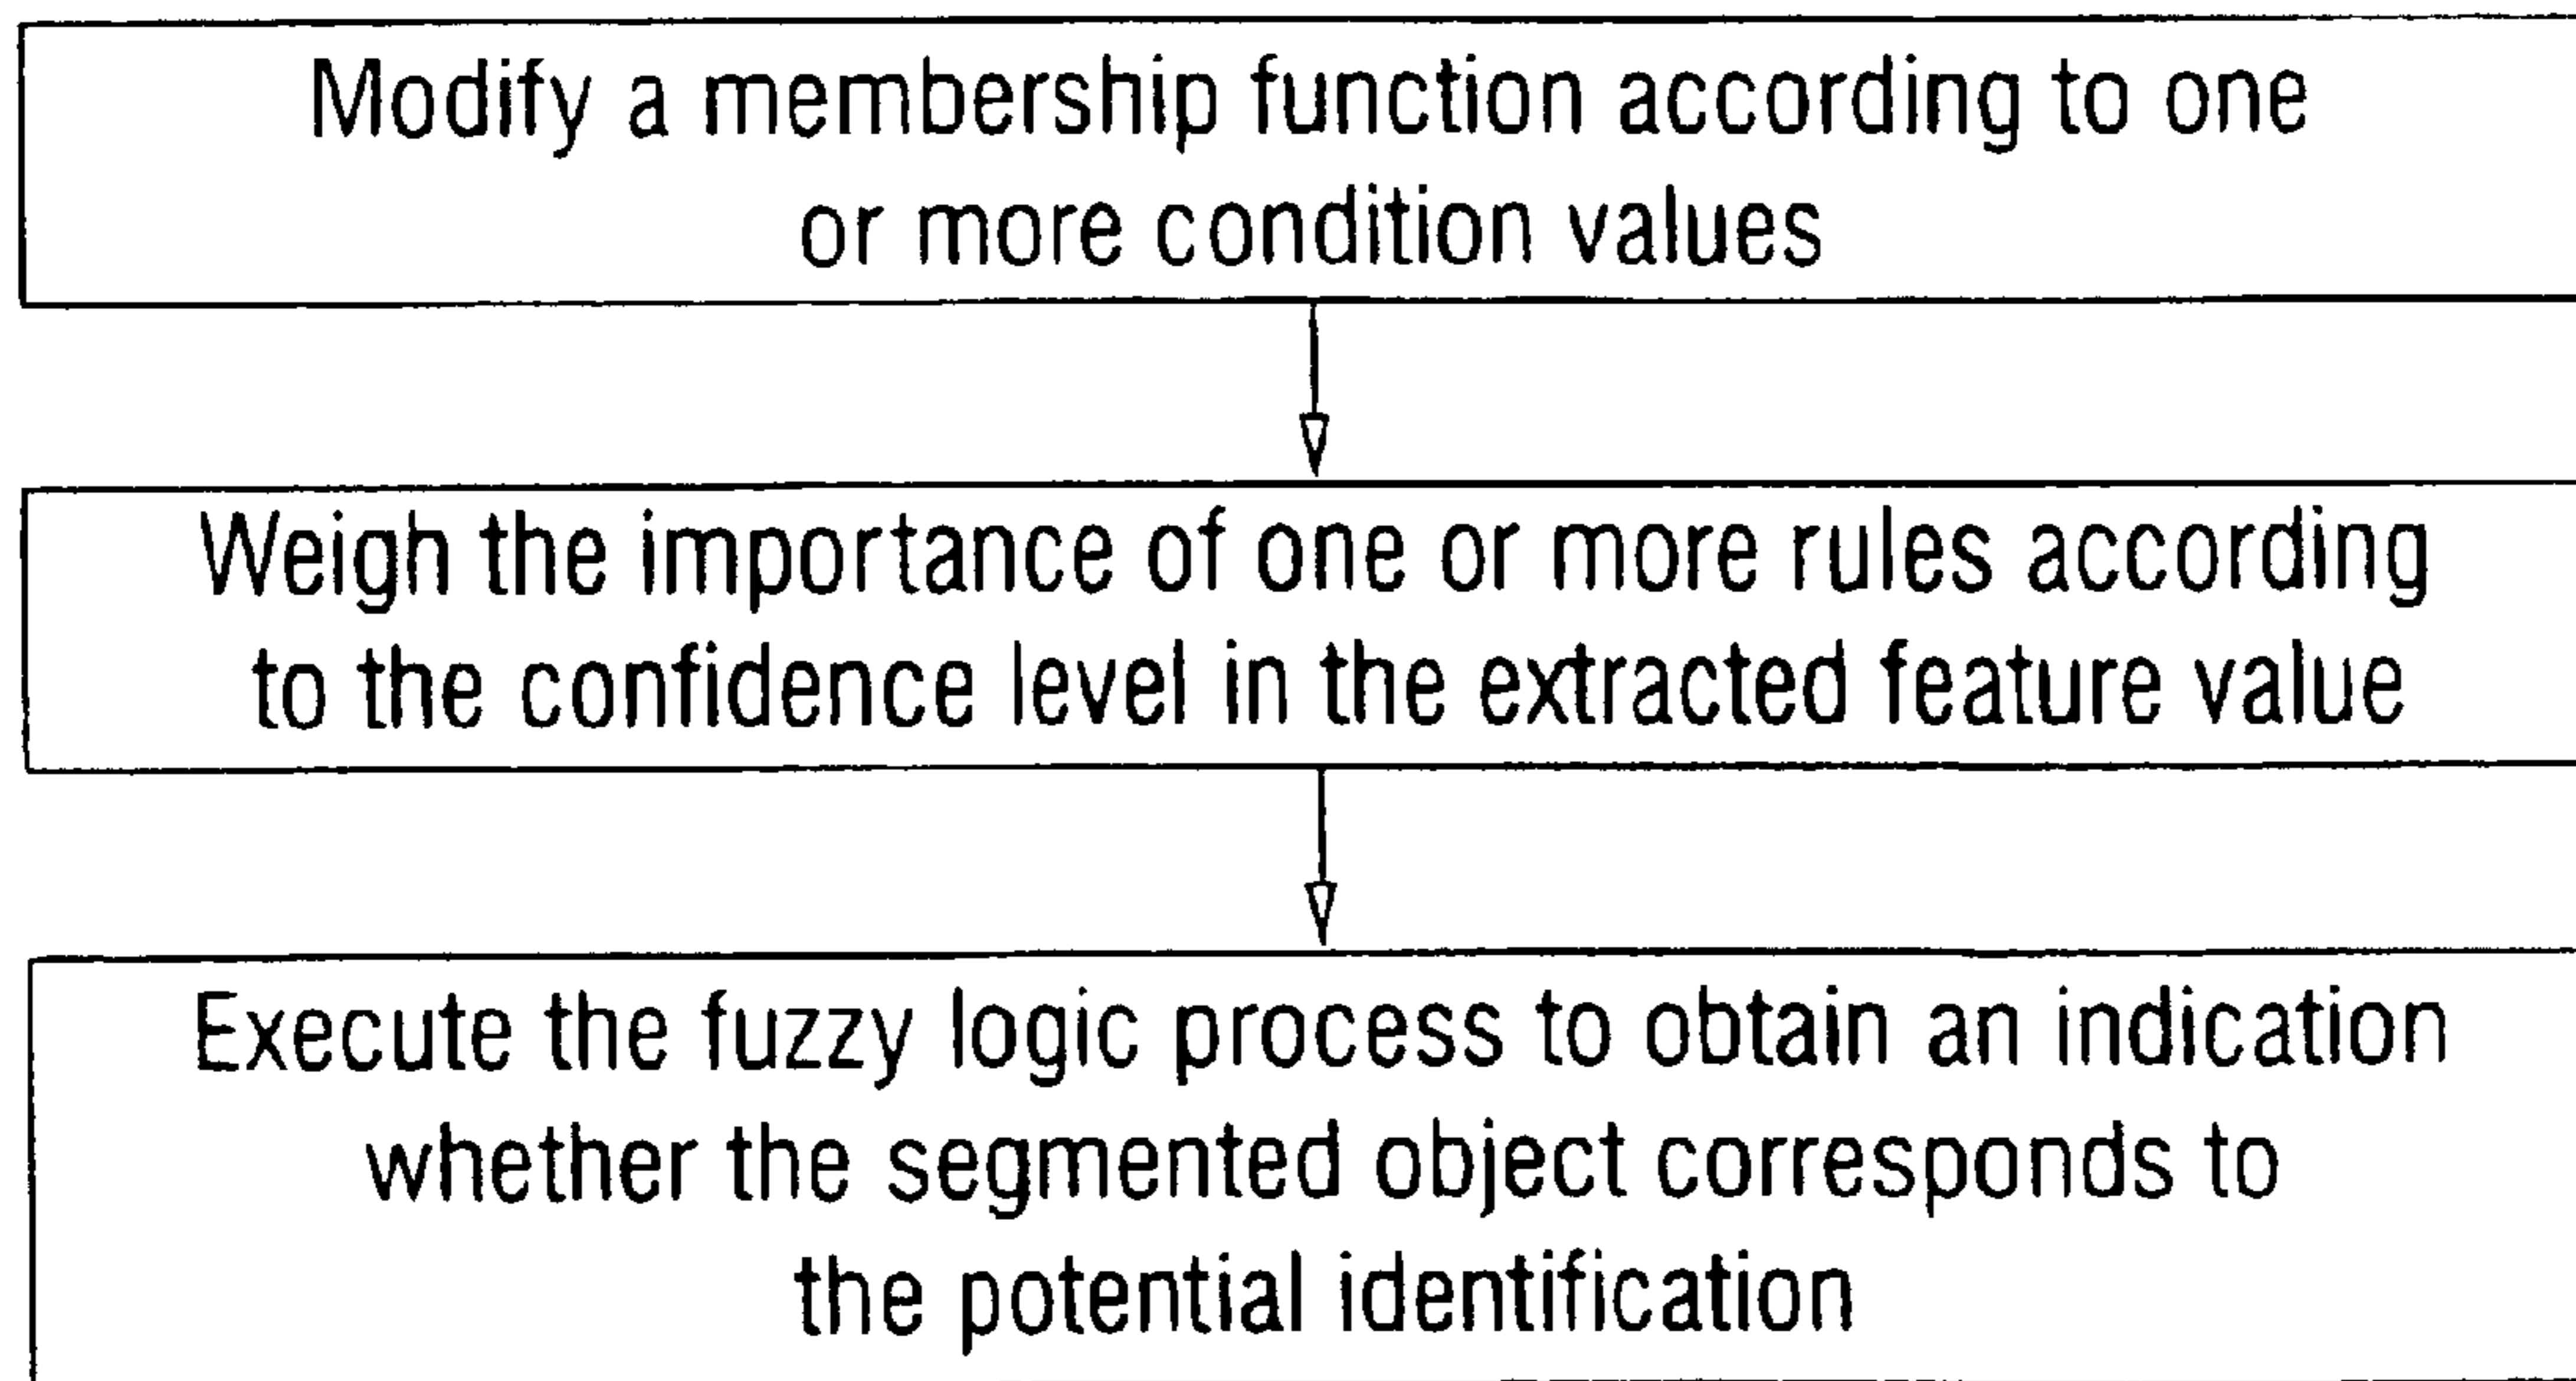 Modify a membership function according to one
or more condition values
Weigh the importance of one or more rules according
to the confidence level in the extracted feature value
Execute the fuzzy logic process to obtain an indication
whether the segmented object corresponds to
the potential identification